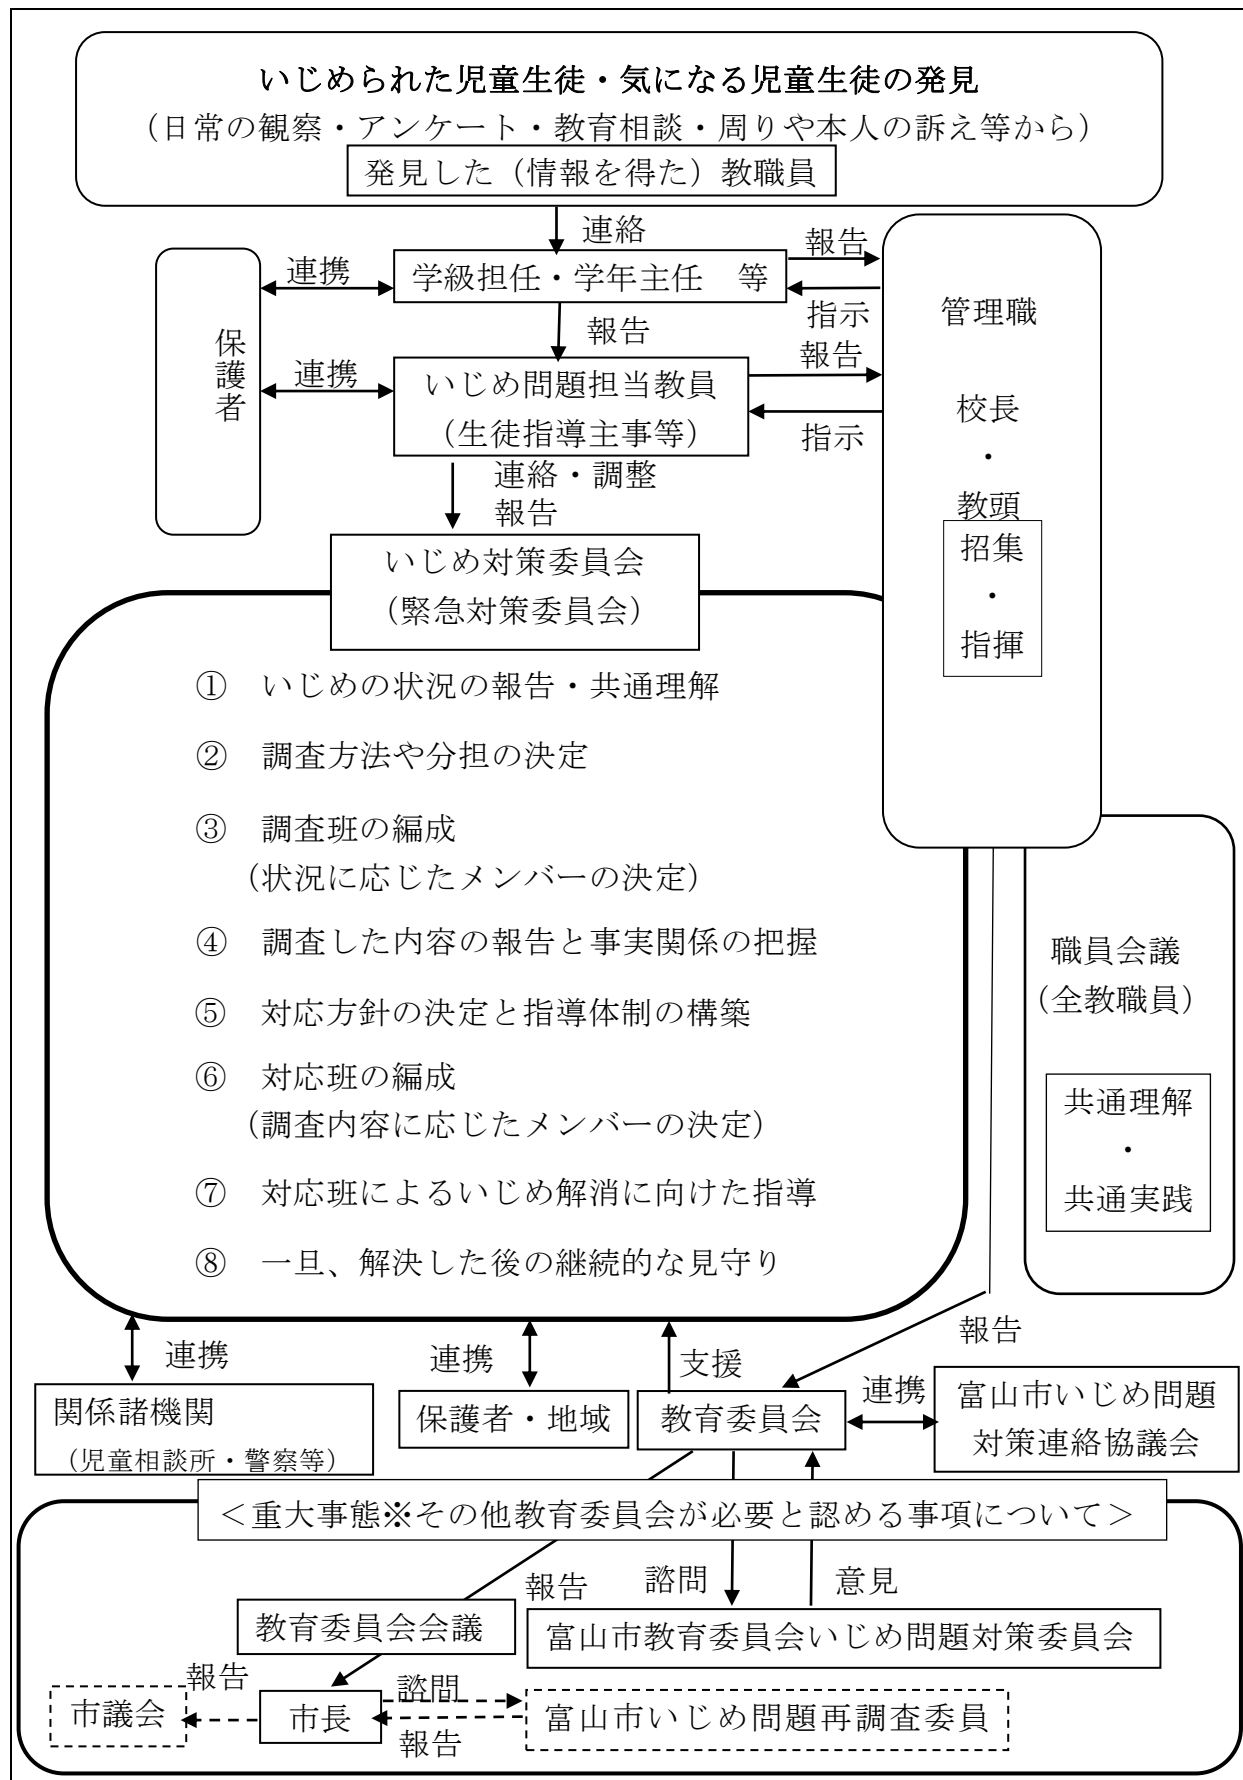 いじめられた児童生徒・気になる児童生徒の発見
（日常の観察・アンケート・教育相談・周りや本人の訴え等から）
発見した（情報を得た）教職員
連絡
学級担任・学年主任　等
連携
報告
指示
保護者
報告
いじめ問題担当教員
（生徒指導主事等）
連携
報告
指示
管理職
校長
・
教頭
招集
・
指揮
連絡・調整
報告
いじめ対策委員会
（緊急対策委員会）
①　いじめの状況の報告・共通理解
②　調査方法や分担の決定
③　調査班の編成
（状況に応じたメンバーの決定）
④　調査した内容の報告と事実関係の把握
⑤　対応方針の決定と指導体制の構築
⑥　対応班の編成
（調査内容に応じたメンバーの決定）
⑦　対応班によるいじめ解消に向けた指導
⑧　一旦、解決した後の継続的な見守り
職員会議
（全教職員）
共通理解
・
共通実践
連携
連携
支援
報告
関係諸機関
（児童相談所・警察等）
保護者・地域
教育委員会
連携
富山市いじめ問題
対策連絡協議会
＜重大事態※その他教育委員会が必要と認める事項について＞
報告
諮問
意見
教育委員会会議
富山市教育委員会いじめ問題対策委員会
報告
諮問
市議会
市長
富山市いじめ問題再調査委員
報告